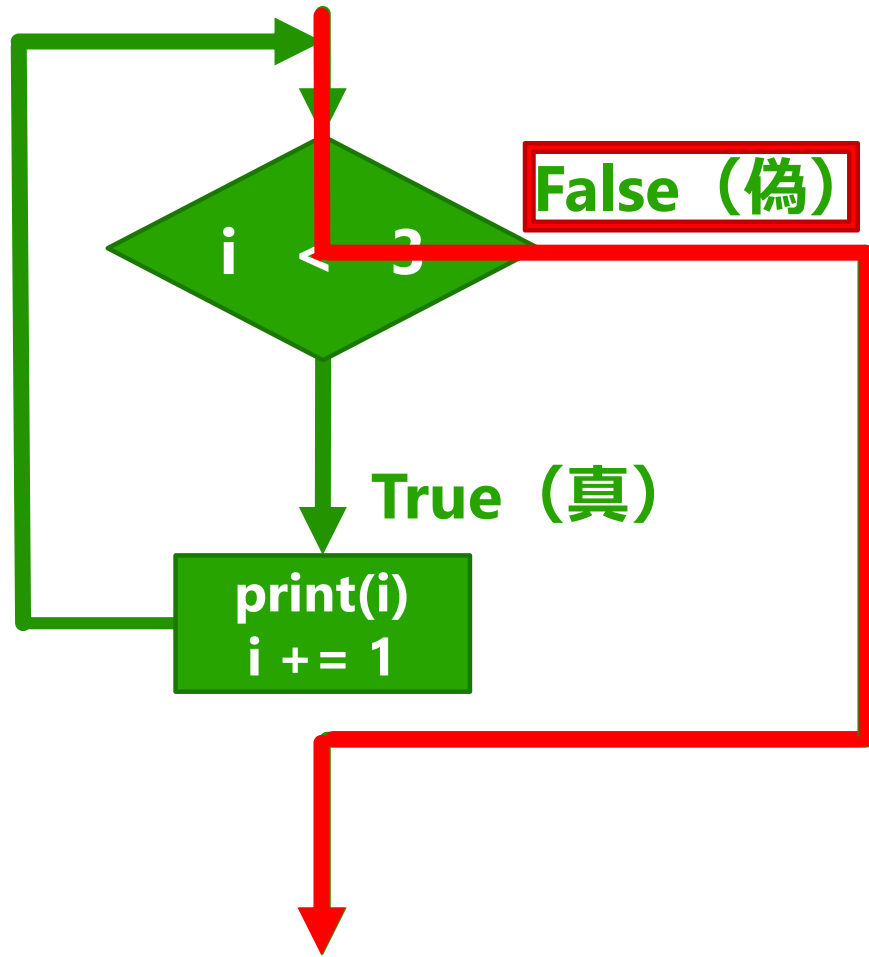 False（偽）
i < 3
True（真）
print(i)
i += 1